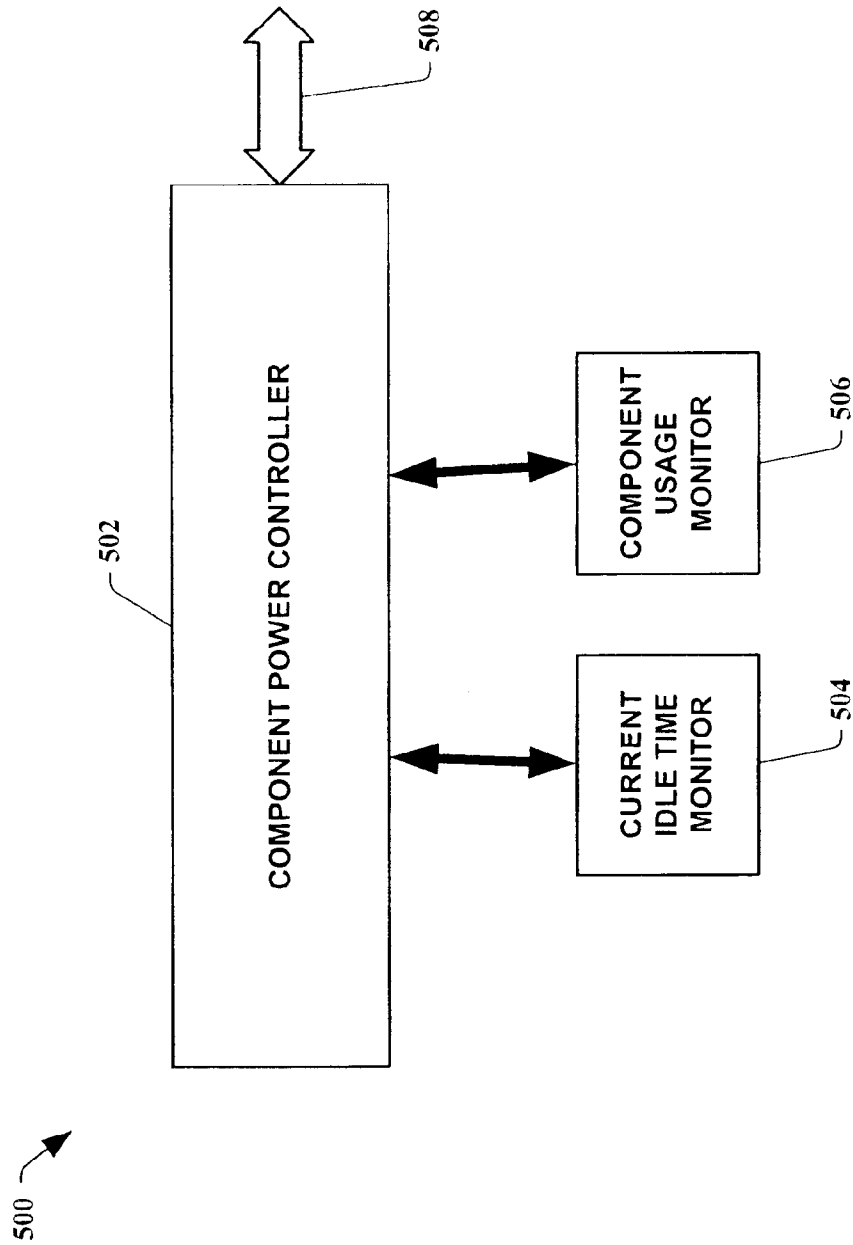 500
502
COMPONENT POWER CONTROLLER
508
CURRENT
IDLE TIME
MONITOR
504
COMPONENT
USAGE
MONITOR
506